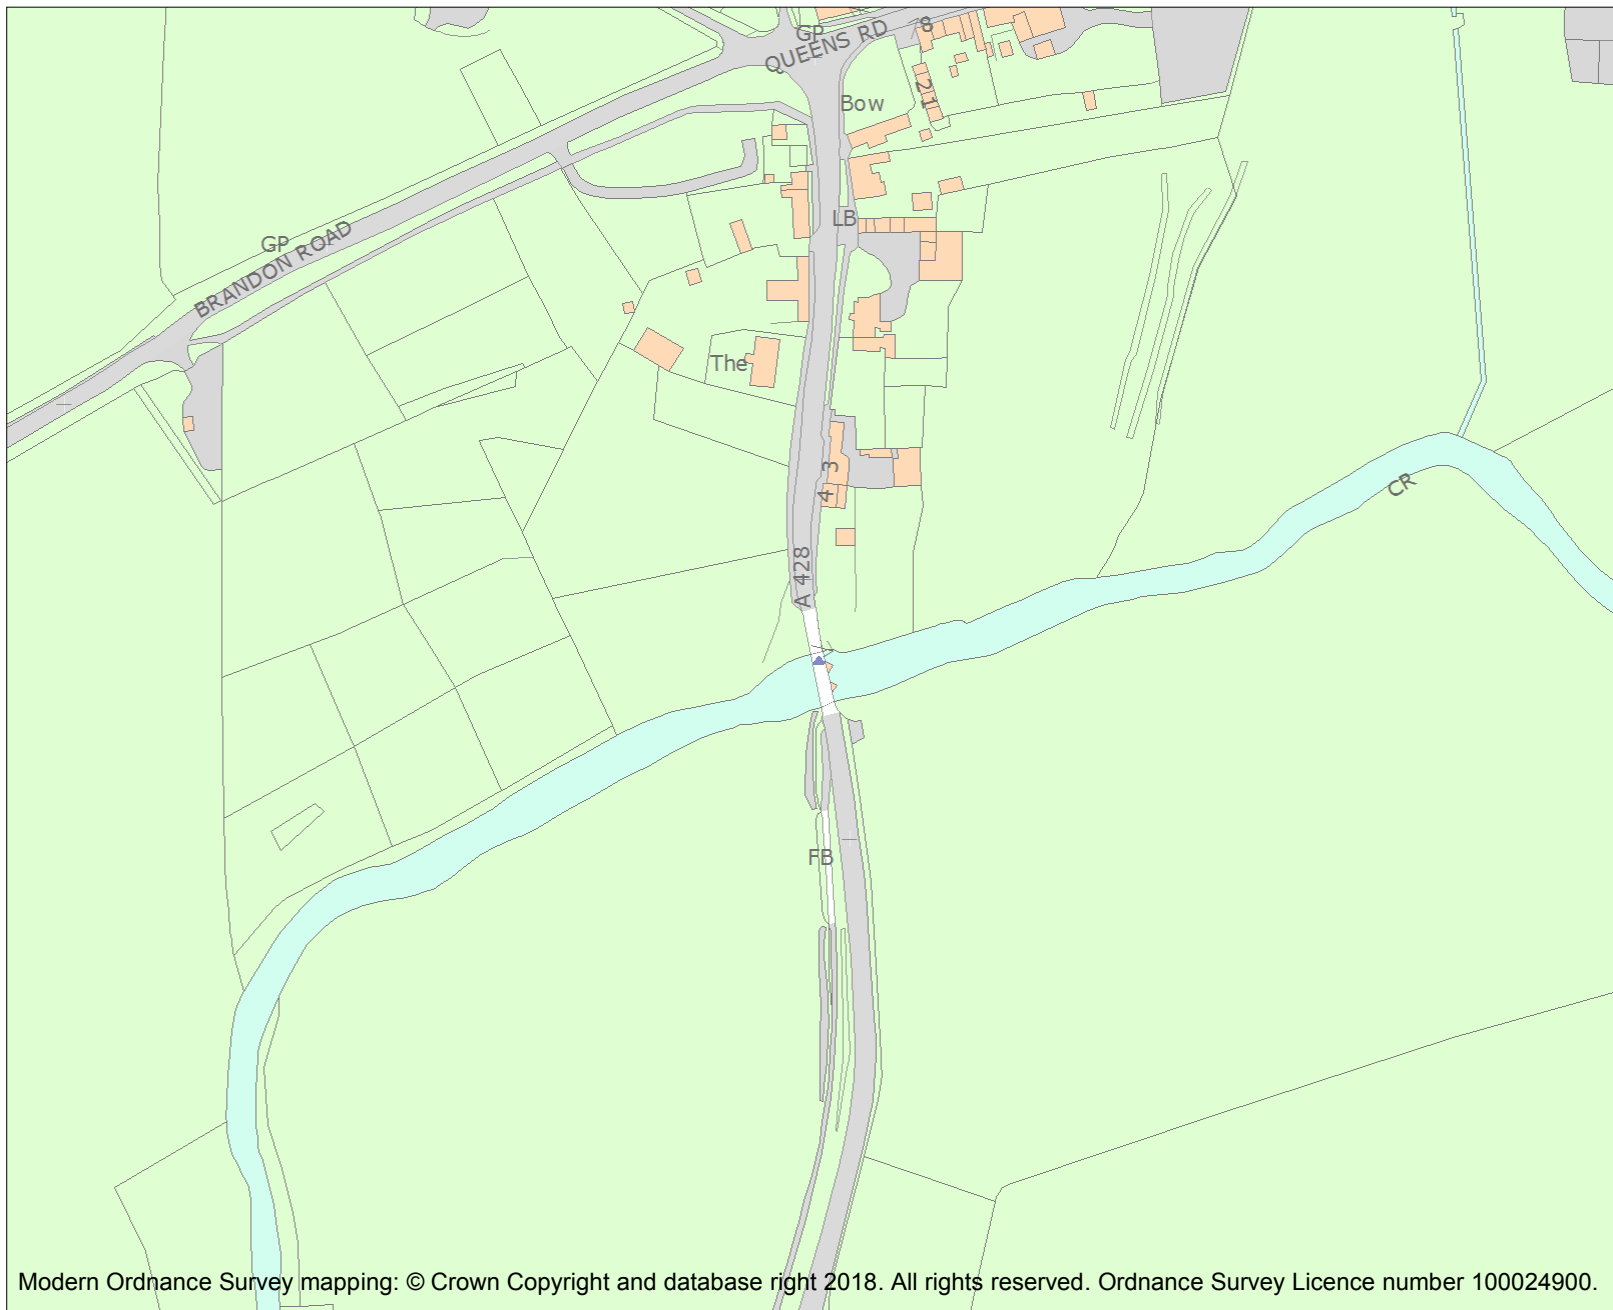 GP
QUEENS RD
8
21
Bow
LB
GP
BRANDON ROAD
The
3
4
CR
A 428
FB
Modern Ordnance Survey mapping: © Crown Copyright and database right 2018. All rights reserved. Ordnance Survey Licence number 100024900.